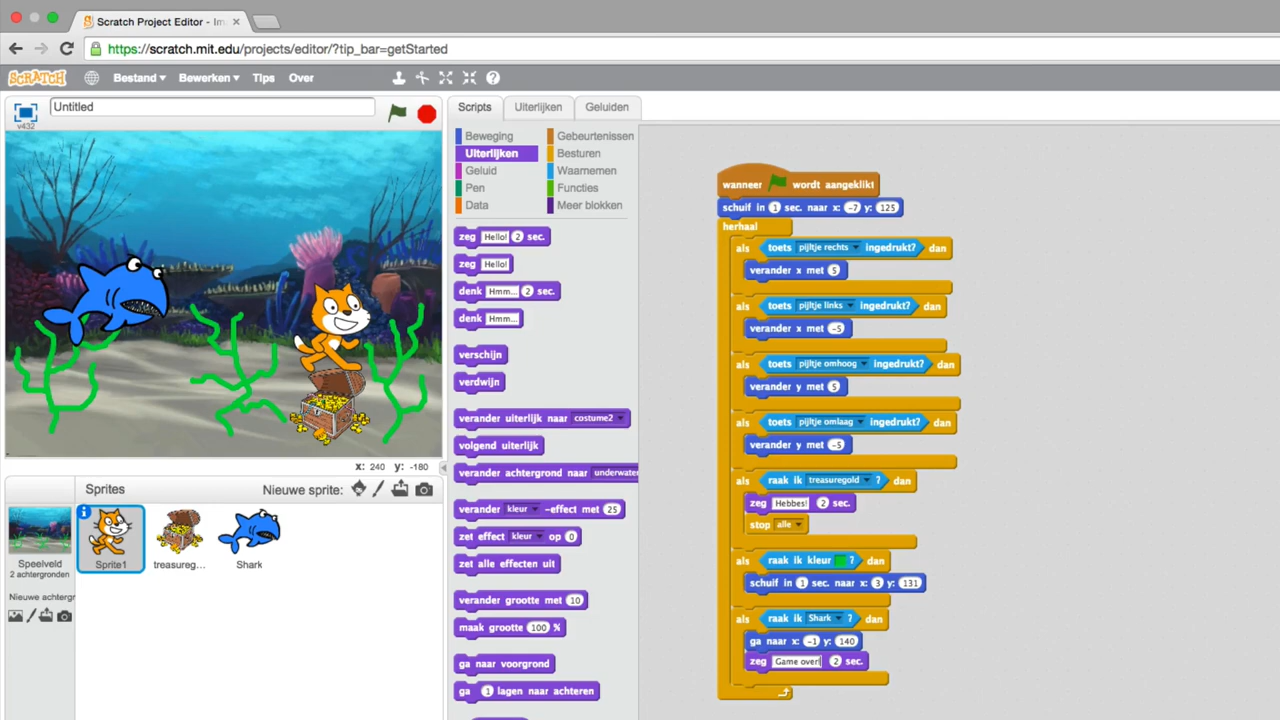 Scratch Project Editor - Im
https://scratch.mit.edu/projects/editor/?tip_bar=getStarted
SCRATCH Bestand Bewerken Tips Over
Untitled
v432
x: 240 y: -180
Sprites Nieuwe sprite:
Speelveld
2 achtergronden
Nieuwe achtergr
Sprite1
treasureg...
Shark
Scripts Uiterlijken Geluiden
Beweging Gebeurtenissen
Uiterlijken Besturen
Geluid Waarnemen
Pen Functies
Data Meer blokken
zeg Hello! 2 sec.
zeg Hello!
denk Hmm... 2 sec.
denk Hmm...
verschijn
verdwijn
verander uiterlijk naar costume2
volgend uiterlijk
verander achtergrond naar underwater
verander kleur -effect met 25
zet effect kleur op 0
zet alle effecten uit
verander grootte met 10
maak grootte 100 %
ga naar voorgrond
ga 1 lagen naar achteren
wanneer wordt aangeklikt
schuif in 1 sec. naar x: -7 y: 125
herhaal
als toets pijltje rechts ingedrukt? dan
verander x met 5
als toets pijltje links ingedrukt? dan
verander x met -5
als toets pijltje omhoog ingedrukt? dan
verander y met 5
als toets pijltje omlaag ingedrukt? dan
verander y met -5
als raak ik treasuregold ? dan
zeg Hebbes! 2 sec.
stop alle
als raak ik kleur ? dan
schuif in 1 sec. naar x: 3 y: 131
als raak ik Shark ? dan
ga naar x: -1 y: 140
zeg Game over! 2 sec.